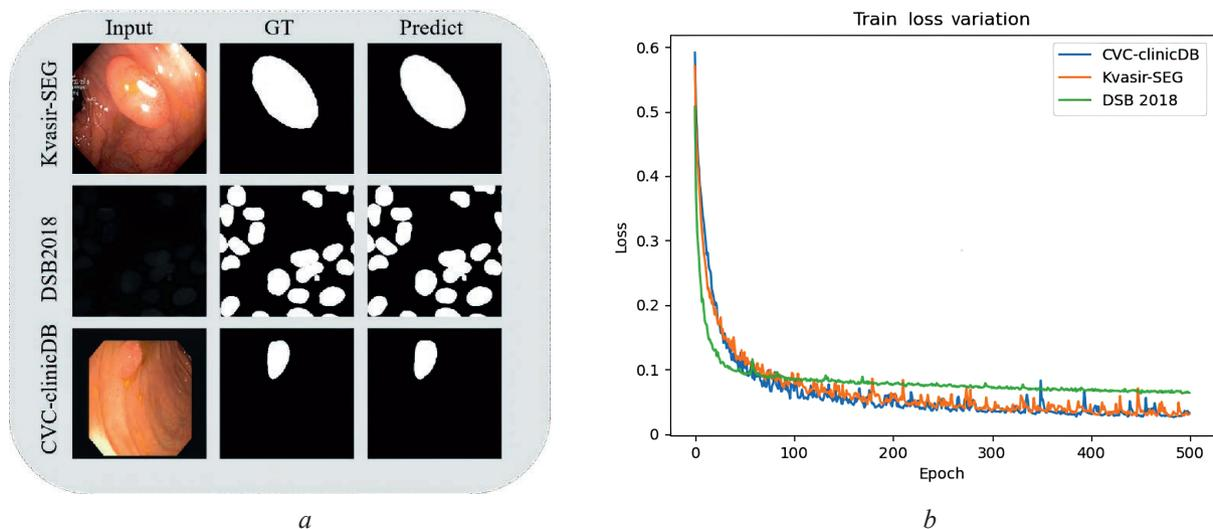 Input GT Predict
Kvasir-SEG
DSB2018
CVC-clinicDB
a
Train loss variation
CVC-clinicDB
Kvasir-SEG
DSB 2018
Loss
0.6
0.5
0.4
0.3
0.2
0.1
0
0 100 200 300 400 500
Epoch
b